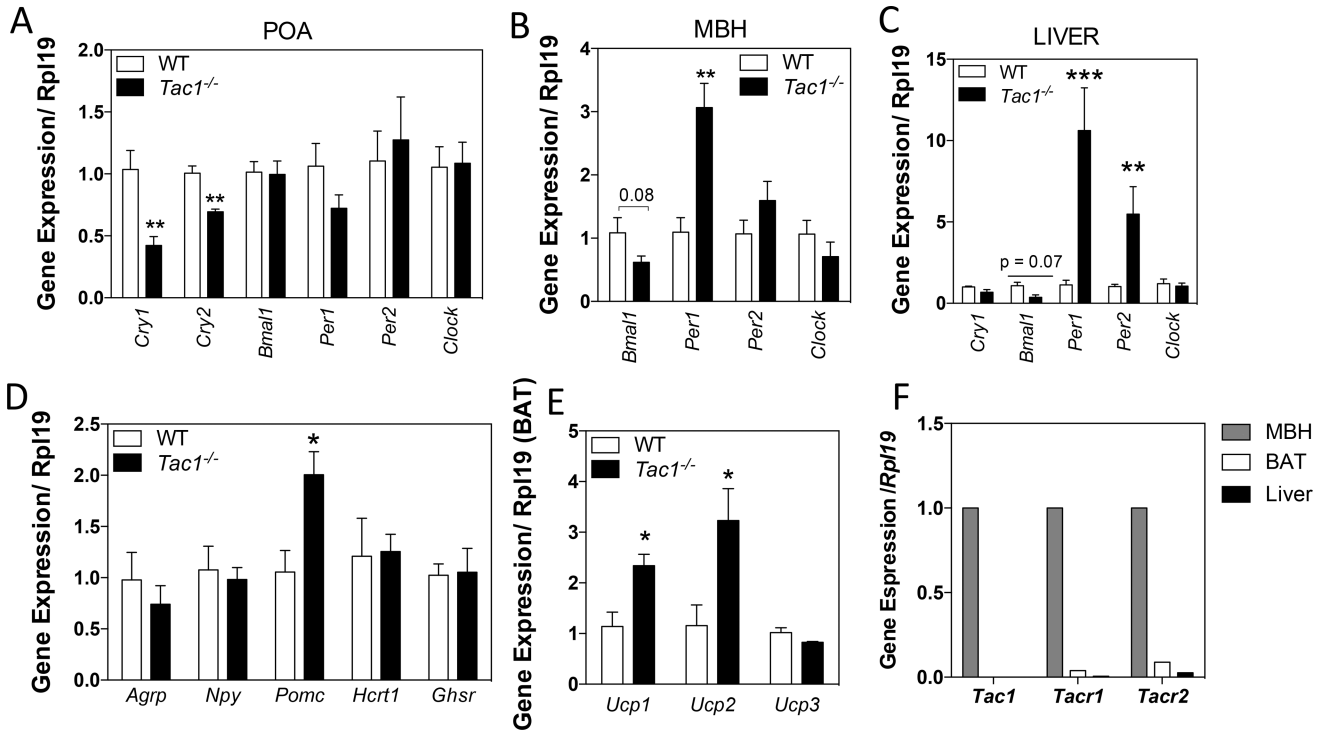 A
POA
Gene Expression/ Rpl19
2.0
1.5
1.0
0.5
0.0
WT
Tac1-/-
**
**
Cry1
Cry2
Bmal1
Per1
Per2
Clock
B
MBH
Gene Expression/ Rpl19
4
3
2
1
0
WT
Tac1-/-
0.08
**
Bmal1
Per1
Per2
Clock
C
LIVER
Gene Expression/ Rpl19
15
10
5
0
WT
Tac1-/-
p = 0.07
***
**
Cry1
Bmal1
Per1
Per2
Clock
D
Gene Expression/ Rpl19
2.5
2.0
1.5
1.0
0.5
0.0
WT
Tac1-/-
*
Agrp
Npy
Pomc
Hcrt1
Ghsr
E
Gene Expression/ Rpl19 (BAT)
5
4
3
2
1
0
WT
Tac1-/-
*
*
Ucp1
Ucp2
Ucp3
F
Gene Espression /Rpl19
1.5
1.0
0.5
0.0
Tac1
Tacr1
Tacr2
MBH
BAT
Liver